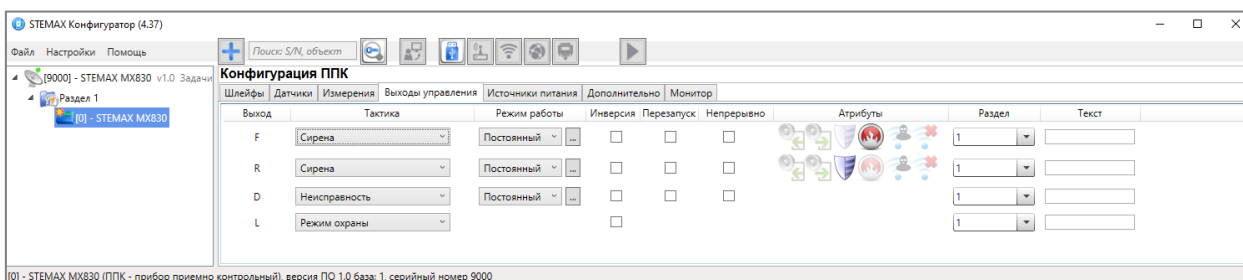 STEMAX Конфигуратор (4.37)
Файл Настройки Помощь
Поиск: S/N, объект
[9000] - STEMAX MX830 v1.0 Задачи
Раздел 1
[0] - STEMAX MX830
Конфигурация ППК
Шлейфы Датчики Измерения Выходы управления Источники питания Дополнительно Монитор
Выход Тактика Режим работы Инверсия Перезапуск Непрерывно Атрибуты Раздел Текст
F Сирена Постоянный ... 1
R Сирена Постоянный ... 1
D Неисправность Постоянный ... 1
L Режим охраны 1
[0] - STEMAX MX830 (ППК - прибор приемно контрольный), версия ПО 1.0 база: 1, серийный номер 9000